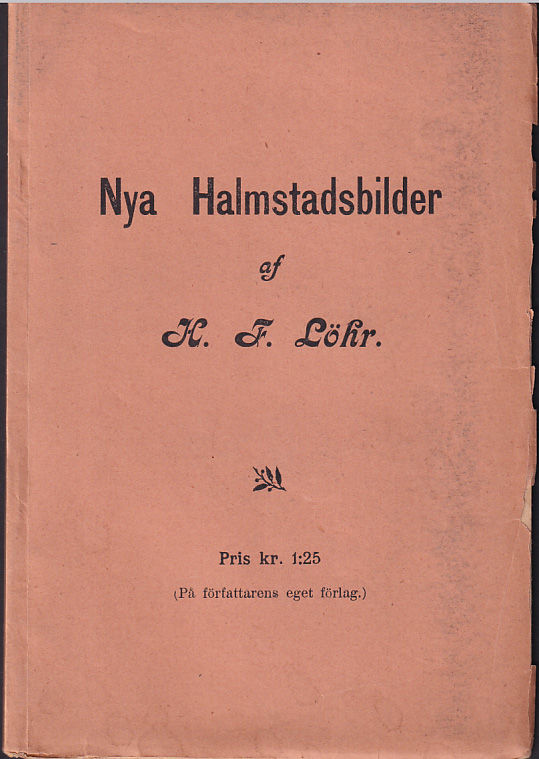 Nya Halmstadsbilder
af
H. F. Löhr.
Pris kr. 1:25
(På författarens eget förlag.)